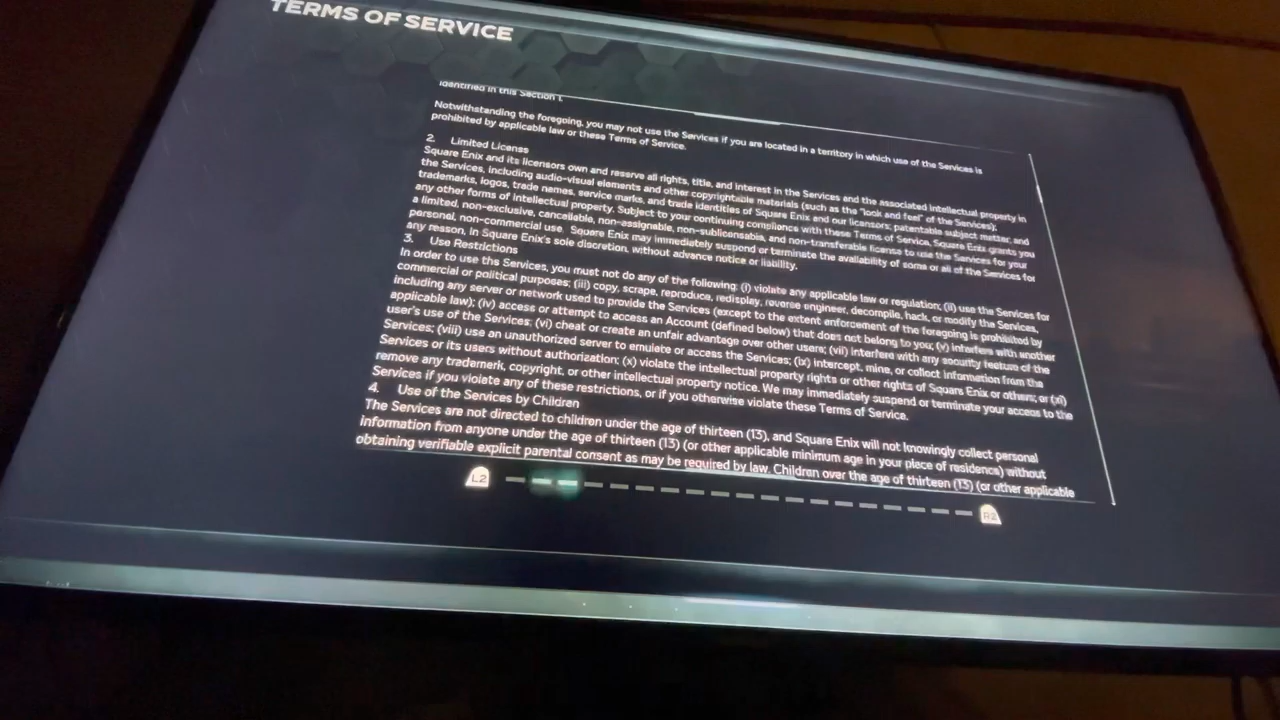 TERMS OF SERVICE
identified in this Section 1.
Notwithstanding the foregoing, you may not use the Services if you are located in a territory in which use of the Services is
prohibited by applicable law or these Terms of Service.
2. Limited License
Square Enix and its licensors own and reserve all rights, title, and interest in the Services and the associated intellectual property in
the Services, including audio-visual elements and other copyrightable materials (such as the "look and feel" of the Services);
trademarks, logos, trade names, service marks, and trade identities of Square Enix and our licensors; patentable subject matter; and
any other forms of intellectual property. Subject to your continuing compliance with these Terms of Service, Square Enix grants you
a limited, non-exclusive, cancellable, non-assignable, non-sublicensable, and non-transferable license to use the Services for your
personal, non-commercial use. Square Enix may immediately suspend or terminate the availability of some or all of the Services for
any reason, in Square Enix's sole discretion, without advance notice or liability.
3. Use Restrictions
In order to use the Services, you must not do any of the following: (i) violate any applicable law or regulation; (ii) use the Services for
commercial or political purposes; (iii) copy, scrape, reproduce, redisplay, reverse engineer, decompile, hack, or modify the Services,
including any server or network used to provide the Services (except to the extent enforcement of the foregoing is prohibited by
applicable law); (iv) access or attempt to access an Account (defined below) that does not belong to you; (v) interfere with another
user's use of the Services; (vi) cheat or create an unfair advantage over other users; (vii) interfere with any security feature of the
Services; (viii) use an unauthorized server to emulate or access the Services; (ix) intercept, mine, or collect information from the
Services or its users without authorization; (x) violate the intellectual property rights or other rights of Square Enix or others; or (xi)
remove any trademark, copyright, or other intellectual property notice. We may immediately suspend or terminate your access to the
Services if you violate any of these restrictions, or if you otherwise violate these Terms of Service.
4. Use of the Services by Children
The Services are not directed to children under the age of thirteen (13), and Square Enix will not knowingly collect personal
information from anyone under the age of thirteen (13) (or other applicable minimum age in your place of residence) without
obtaining verifiable explicit parental consent as may be required by law. Children over the age of thirteen (13) (or other applicable
L2
R2